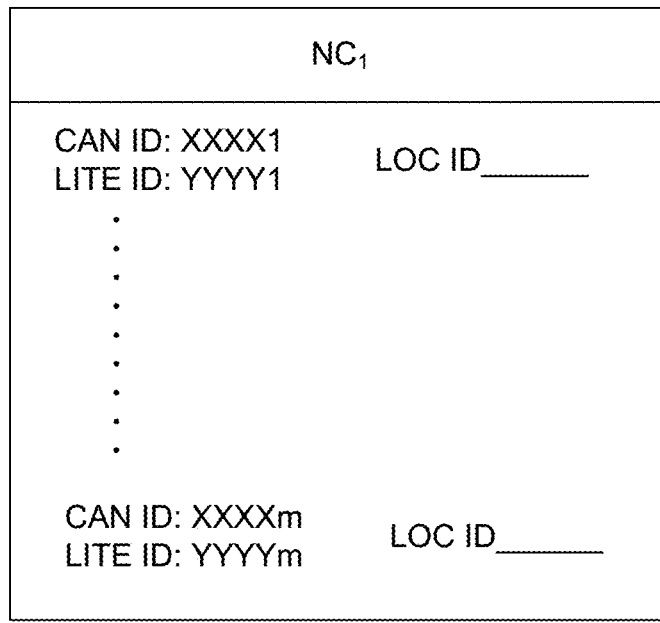 NC₁
CAN ID: XXXX1
LITE ID: YYYY1
LOC ID______
CAN ID: XXXXm
LITE ID: YYYYm
LOC ID______